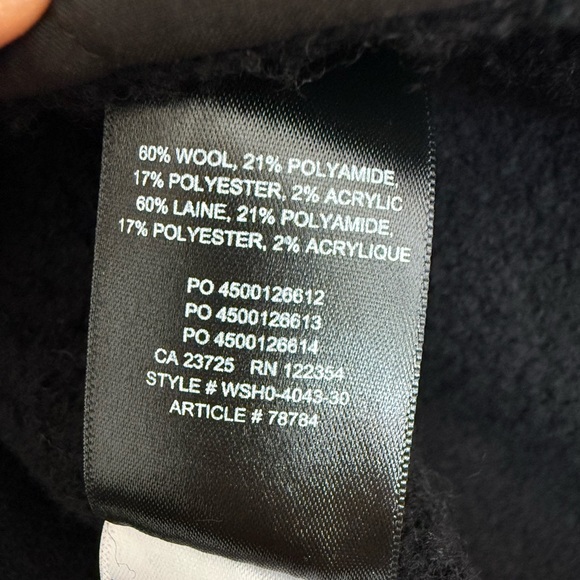 60% WOOL, 21% POLYAMIDE,
17% POLYESTER, 2% ACRYLIC
60% LAINE, 21% POLYAMIDE,
17% POLYESTER, 2% ACRYLIQUE
PO 4500126612
PO 4500126613
PO 4500126614
CA 23725 RN 122354
STYLE # WSH0-4043-30
ARTICLE # 78784